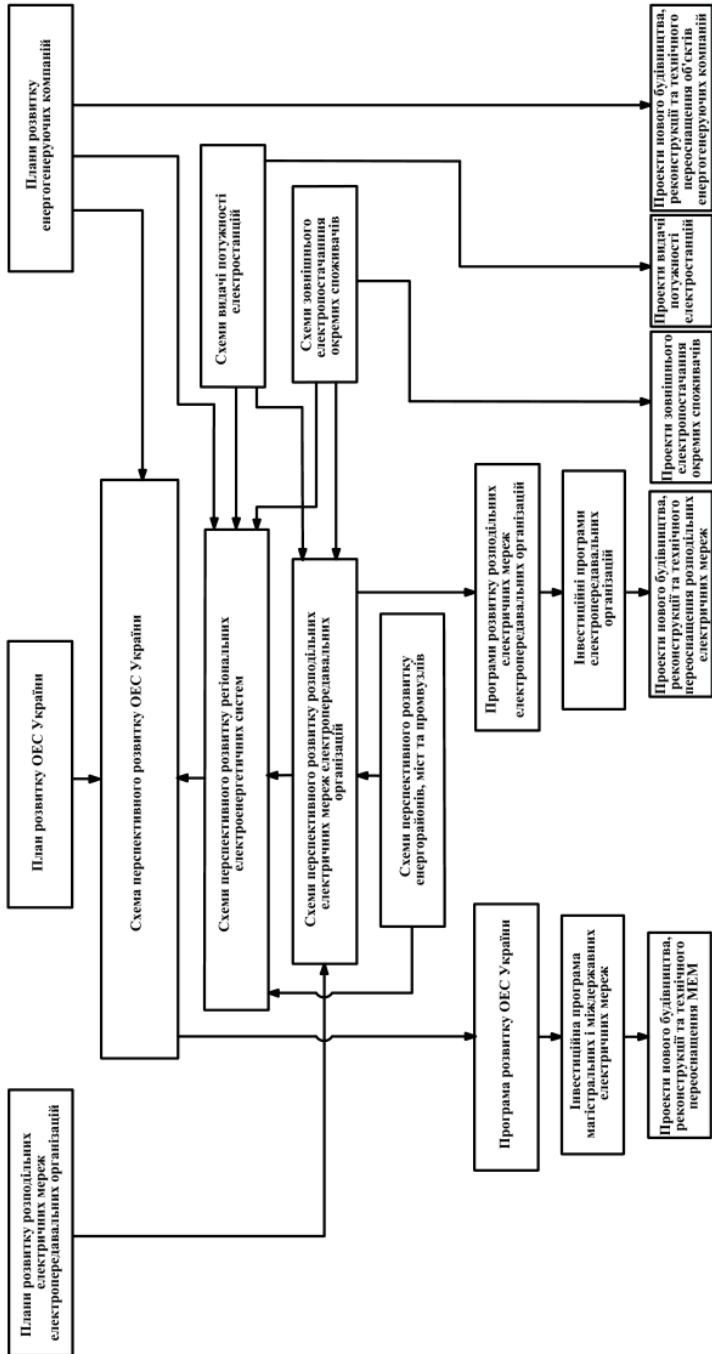 Плани розвитку розподільних
електричних мереж
електропередавальних організацій
План розвитку ОЕС України
Плани розвитку
енергогенеруючих компаній
Схема перспективного розвитку ОЕС України
Схеми перспективного розвитку регіональних
електроенергетичних систем
Схеми видачі потужності
електростанцій
Схеми перспективного розвитку розподільних
електричних мереж електропередавальних
організацій
Схеми зовнішнього
електропостачання
окремих споживачів
Схеми перспективного розвитку
енергорайонів, міст та промвузлів
Програма розвитку ОЕС України
Програми розвитку розподільних
електричних мереж
електропередавальних організацій
Інвестиційна програма
магістральних і міждержавних
електричних мереж
Інвестиційні програми
електропередавальних
організацій
Проекти нового будівництва,
реконструкції та технічного
переоснащення МЕМ
Проекти нового будівництва,
реконструкції та технічного
переоснащення розподільних
електричних мереж
Проекти зовнішнього
електропостачання
окремих споживачів
Проекти видачі
потужності
електростанцій
Проекти нового будівництва,
реконструкції та технічного
переоснащення об'єктів
енергогенеруючих компаній